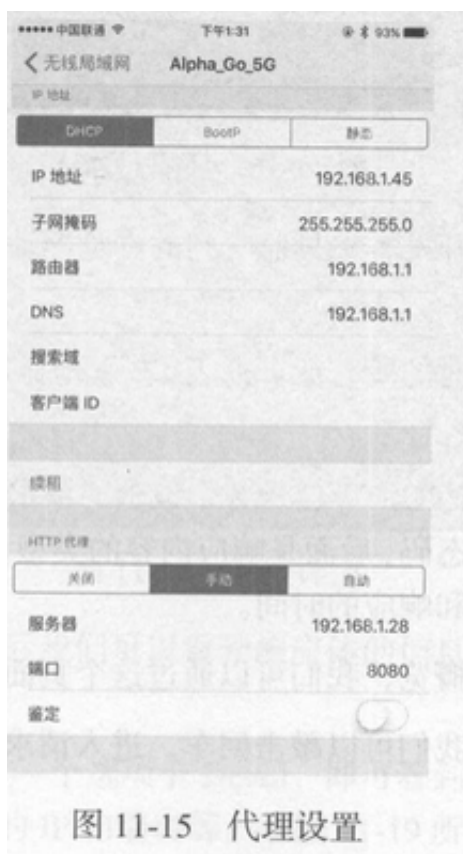 中国联通 下午1:31 93%
无线局域网 Alpha_Go_5G
IP 地址
DHCP BootP 静态
IP 地址 192.168.1.45
子网掩码 255.255.255.0
路由器 192.168.1.1
DNS 192.168.1.1
搜索域
客户端 ID
续租
HTTP 代理
关闭 手动 自动
服务器 192.168.1.28
端口 8080
鉴定
图 11-15 代理设置